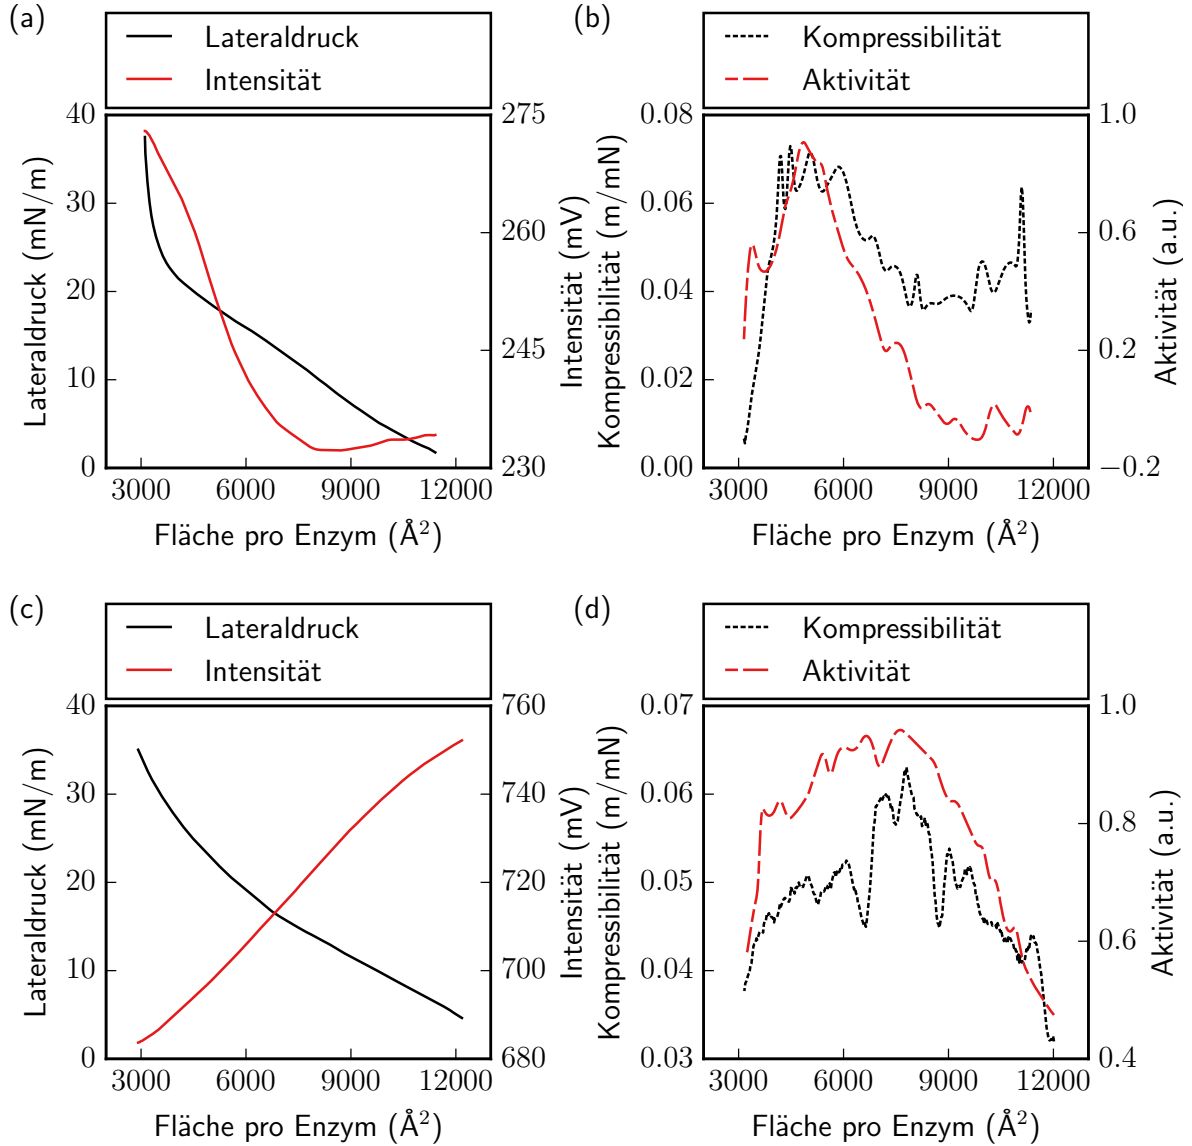 (a)
Lateraldruck
Intensität
40
30
20
10
0
Lateraldruck (mN/m)
275
260
245
230
Intensität (mV)
3000 6000 9000 12000
Fläche pro Enzym (Å²)
(b)
Kompressibilität
Aktivität
0.08
0.06
0.04
0.02
0.00
Kompressibilität (m/mN)
1.0
0.6
0.2
−0.2
Aktivität (a.u.)
3000 6000 9000 12000
Fläche pro Enzym (Å²)
(c)
Lateraldruck
Intensität
40
30
20
10
0
Lateraldruck (mN/m)
760
740
720
700
680
Intensität (mV)
3000 6000 9000 12000
Fläche pro Enzym (Å²)
(d)
Kompressibilität
Aktivität
0.07
0.06
0.05
0.04
0.03
Kompressibilität (m/mN)
1.0
0.8
0.6
0.4
Aktivität (a.u.)
3000 6000 9000 12000
Fläche pro Enzym (Å²)